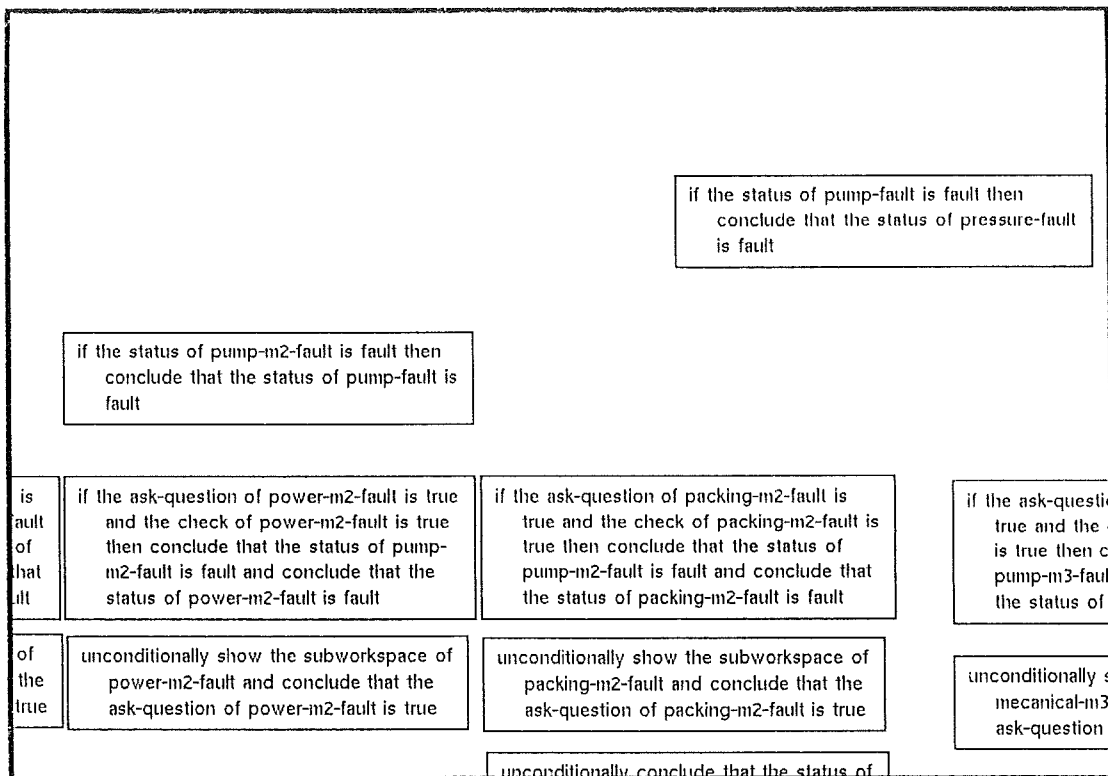 if the status of pump-fault is fault then
conclude that the status of pressure-fault
is fault
if the status of pump-m2-fault is fault then
conclude that the status of pump-fault is
fault
is
fault
of
that
ult
if the ask-question of power-m2-fault is true
and the check of power-m2-fault is true
then conclude that the status of pump-
m2-fault is fault and conclude that the
status of power-m2-fault is fault
if the ask-question of packing-m2-fault is
true and the check of packing-m2-fault is
true then conclude that the status of
pump-m2-fault is fault and conclude that
the status of packing-m2-fault is fault
if the ask-questio
true and the
is true then c
pump-m3-faul
the status of
of
the
true
unconditionally show the subworkspace of
power-m2-fault and conclude that the
ask-question of power-m2-fault is true
unconditionally show the subworkspace of
packing-m2-fault and conclude that the
ask-question of packing-m2-fault is true
unconditionally s
mecanical-m3
ask-question
unconditionally conclude that the status of